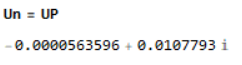 Un = UP
-0.0000563596 + 0.0107793 i